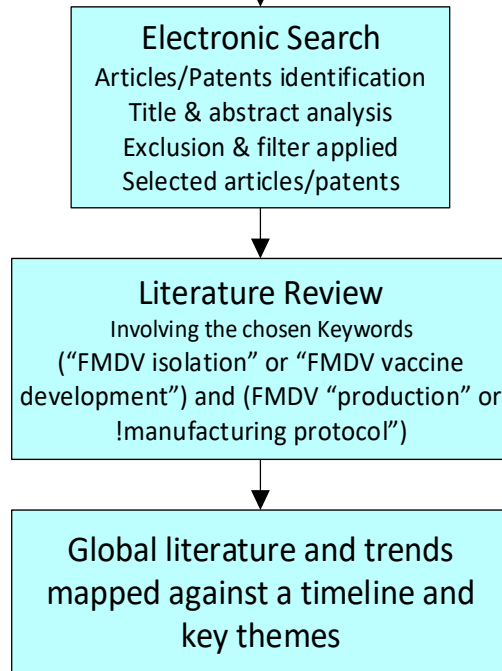 Electronic Search
Articles/Patents identification
Title & abstract analysis
Exclusion & filter applied
Selected articles/patents
Literature Review
Involving the chosen Keywords
(“FMDV isolation” or “FMDV vaccine
development”) and (FMDV “production” or
!manufacturing protocol”)
Global literature and trends
mapped against a timeline and
key themes